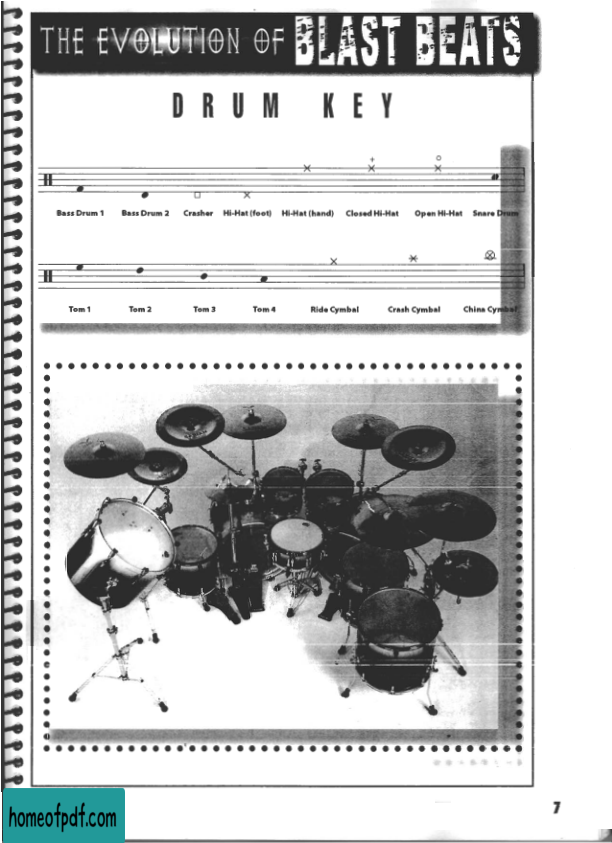 THE EVOLUTION OF BLAST BEATS
DRUM KEY
Bass Drum 1 Bass Drum 2 Crasher Hi-Hat (foot) Hi-Hat (hand) Closed Hi-Hat Open Hi-Hat Snare Drum
Tom 1 Tom 2 Tom 3 Tom 4 Ride Cymbal Crash Cymbal China Cymbal
7
homeofpdf.com